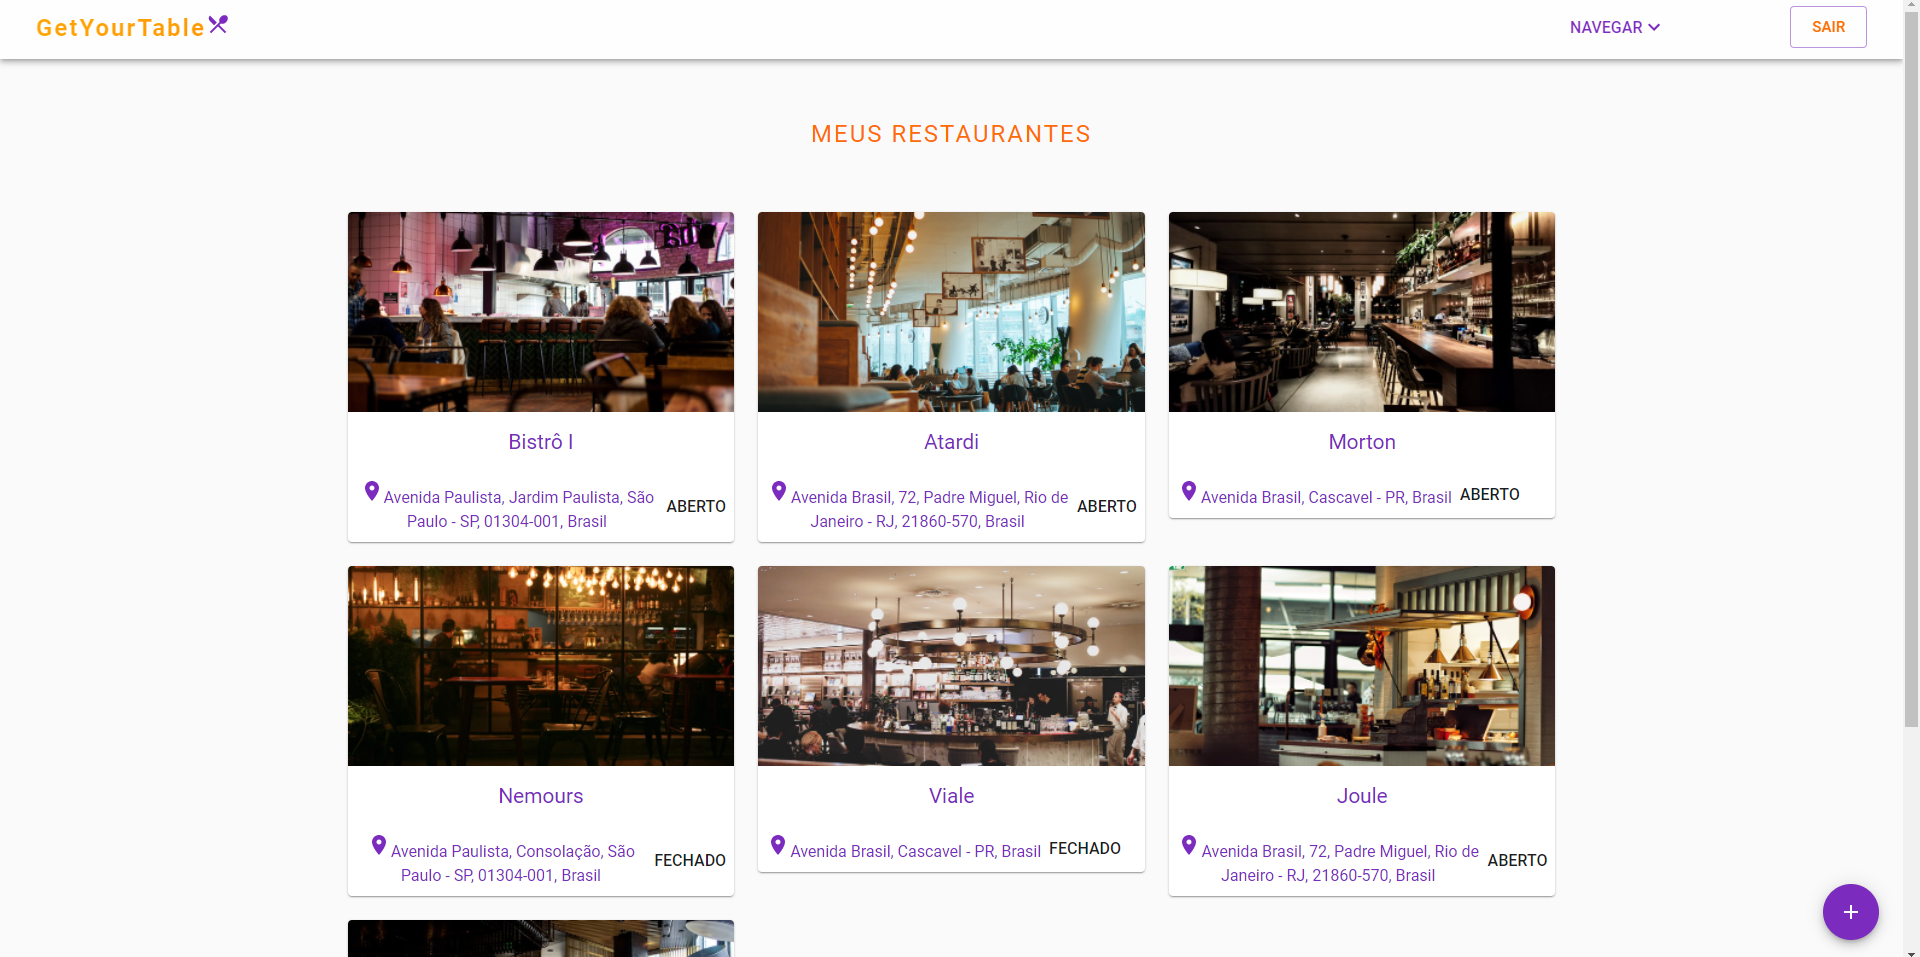 GetYourTable
NAVEGAR
SAIR
MEUS RESTAURANTES
Bistrô I
Avenida Paulista, Jardim Paulista, São
Paulo - SP, 01304-001, Brasil
ABERTO
Atardi
Avenida Brasil, 72, Padre Miguel, Rio de
Janeiro - RJ, 21860-570, Brasil
ABERTO
Morton
Avenida Brasil, Cascavel - PR, Brasil
ABERTO
Nemours
Avenida Paulista, Consolação, São
Paulo - SP, 01304-001, Brasil
FECHADO
Viale
Avenida Brasil, Cascavel - PR, Brasil
FECHADO
Joule
Avenida Brasil, 72, Padre Miguel, Rio de
Janeiro - RJ, 21860-570, Brasil
ABERTO